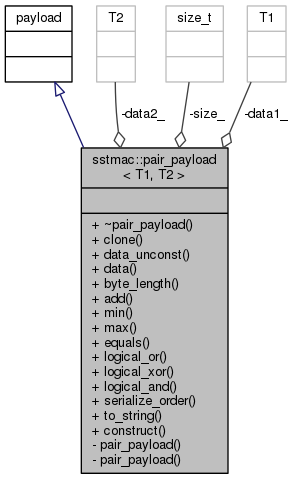 payload
T2
size_t
T1
-data2_
-size_
-data1_
sstmac::pair_payload
< T1, T2 >
+ ~pair_payload()
+ clone()
+ data_unconst()
+ data()
+ byte_length()
+ add()
+ min()
+ max()
+ equals()
+ logical_or()
+ logical_xor()
+ logical_and()
+ serialize_order()
+ to_string()
+ construct()
- pair_payload()
- pair_payload()